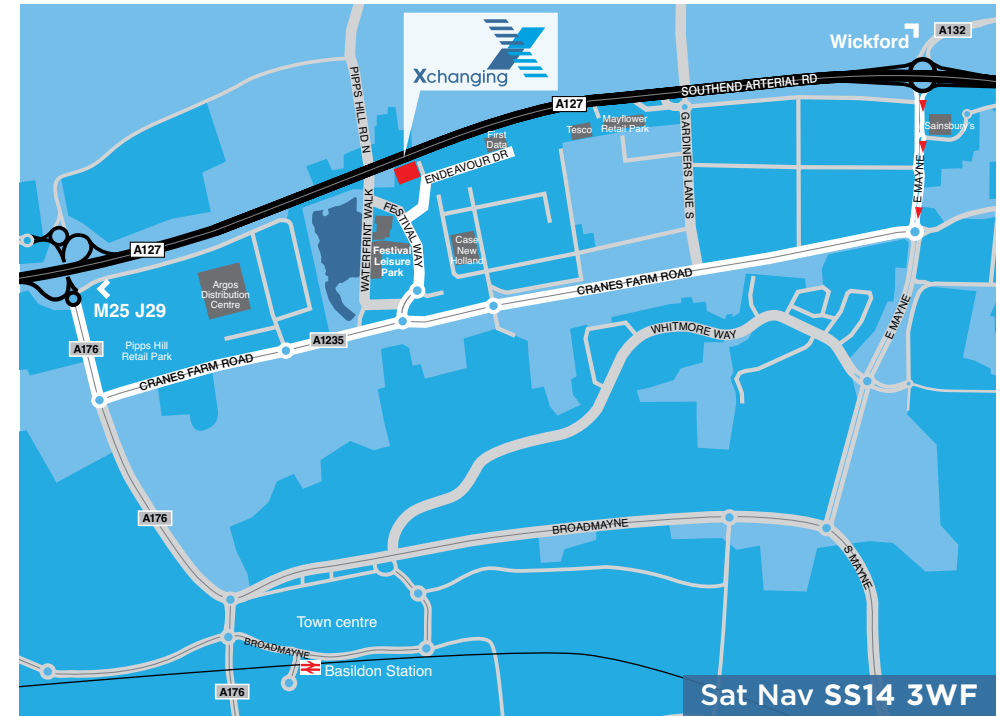 Wickford
A132
PIPPS HILL RD N
Xchanging
SOUTHEND ARTERIAL RD
A127
First
Data
Tesco
Mayflower
Retail Park
Sainsbury's
GARDINERS LANE S
ENDEAVOUR DR
E MAYNE
WATERFRINT WALK
FESTIVAL WAY
A127
Festival
Leisure
Park
Case
New
Holland
Argos
Distribution
Centre
CRANES FARM ROAD
M25 J29
A176
Pipps Hill
Retail Park
A1235
WHITMORE WAY
E MAYNE
CRANES FARM ROAD
A176
BROADMAYNE
S MAYNE
Town centre
BROADMAYNE
Basildon Station
A176
Sat Nav SS14 3WF